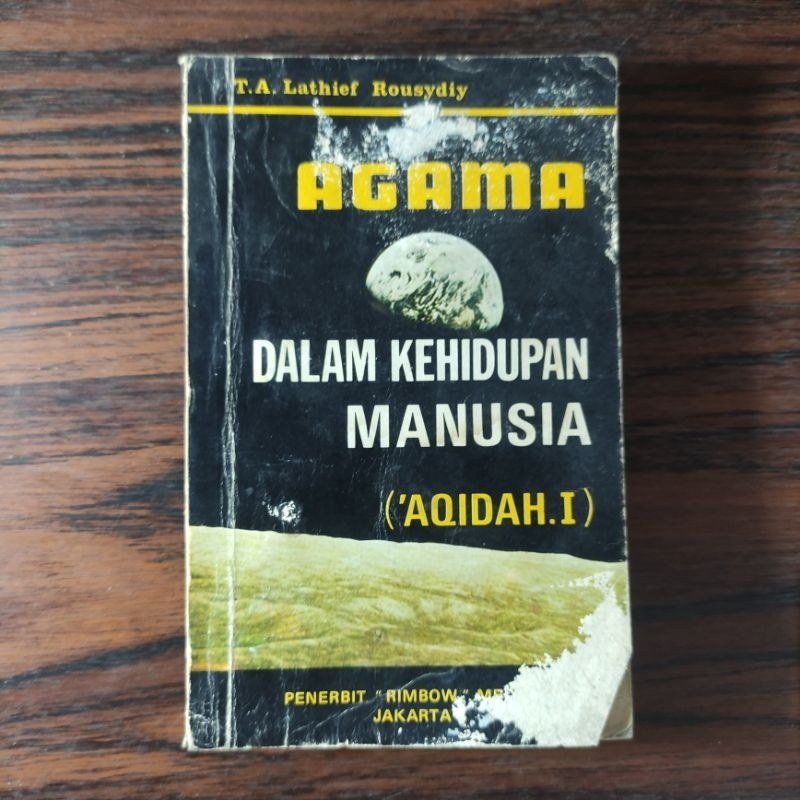 T.A. Lathief Rousydiy
AGAMA
DALAM KEHIDUPAN
MANUSIA
('AQIDAH.I)
PENERBIT "RIMBOW"
JAKARTA